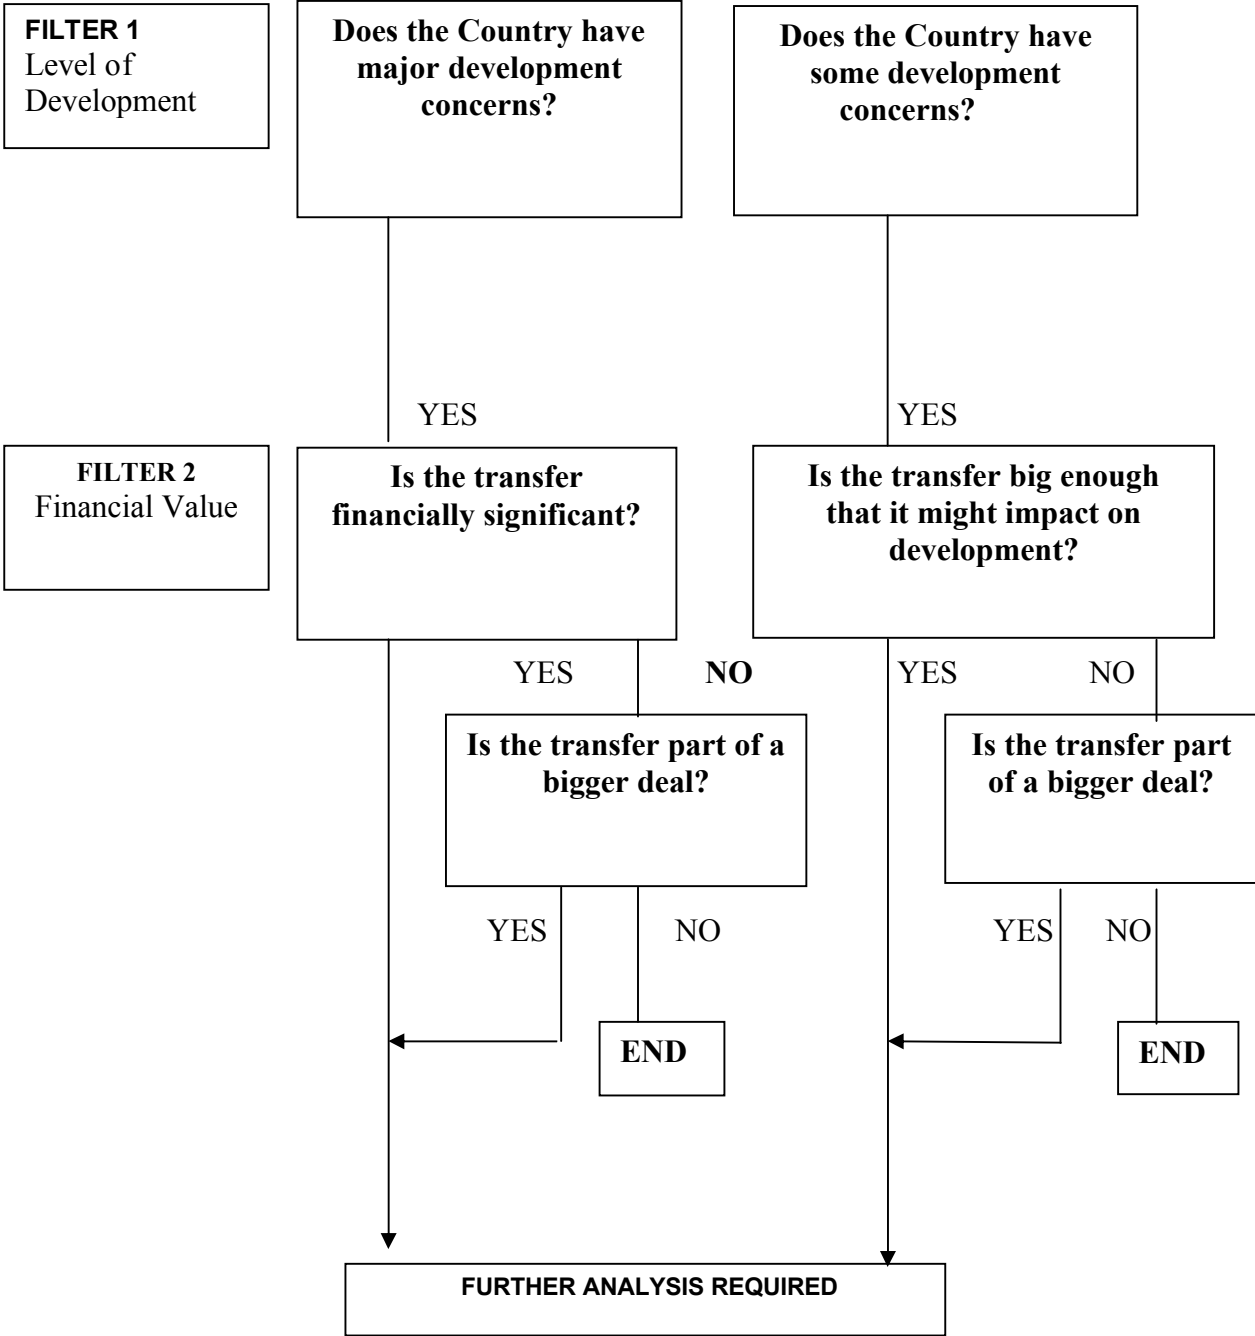 FILTER 1
Level of
Development
Does the Country have
major development
concerns?
Does the Country have
some development
concerns?
YES
YES
FILTER 2
Financial Value
Is the transfer
financially significant?
Is the transfer big enough
that it might impact on
development?
YES
NO
YES
NO
Is the transfer part of a
bigger deal?
Is the transfer part
of a bigger deal?
YES
NO
YES
NO
END
END
FURTHER ANALYSIS REQUIRED